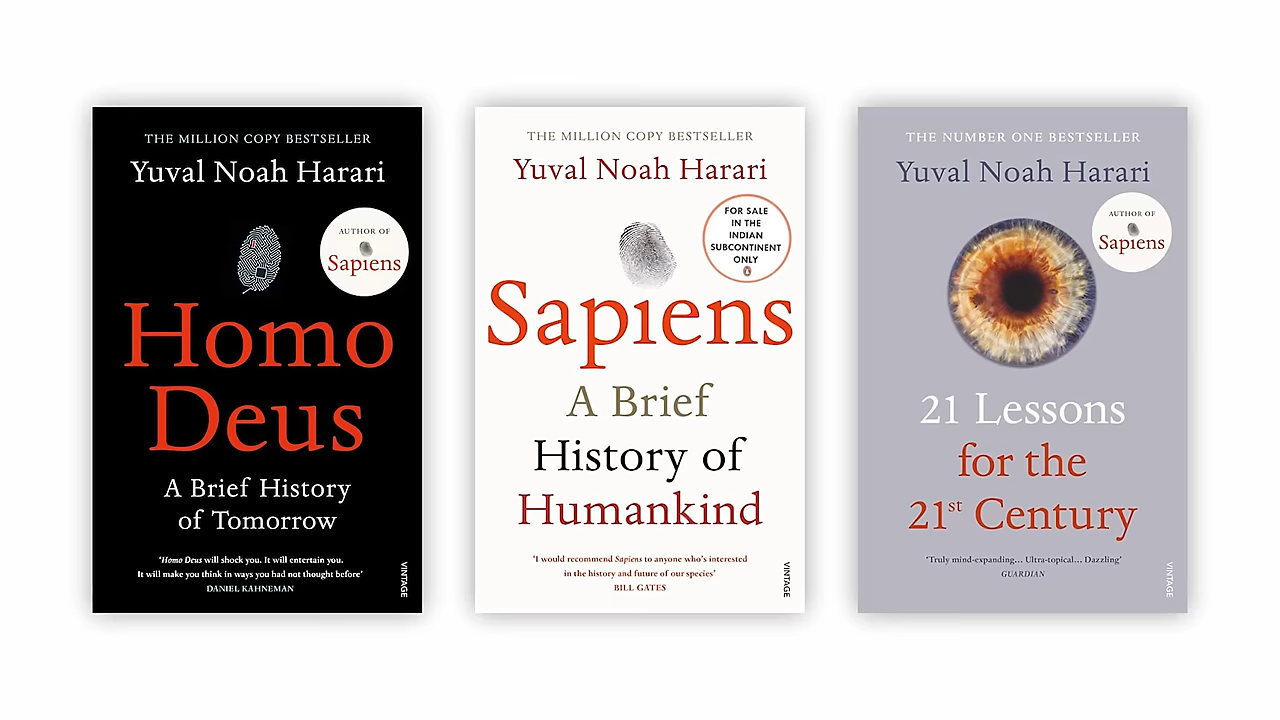 THE MILLION COPY BESTSELLER
Yuval Noah Harari
AUTHOR OF
Sapiens
Homo
Deus
A Brief History
of Tomorrow
'Homo Deus will shock you. It will entertain you.
It will make you think in ways you had not thought before'
DANIEL KAHNEMAN
VINTAGE
THE MILLION COPY BESTSELLER
Yuval Noah Harari
FOR SALE
IN THE
INDIAN
SUBCONTINENT
ONLY
Sapiens
A Brief
History of
Humankind
'I would recommend Sapiens to anyone who's interested
in the history and future of our species'
BILL GATES
VINTAGE
THE NUMBER ONE BESTSELLER
Yuval Noah Harari
AUTHOR OF
Sapiens
21 Lessons
for the
21st Century
'Truly mind-expanding... Ultra-topical... Dazzling'
GUARDIAN
VINTAGE